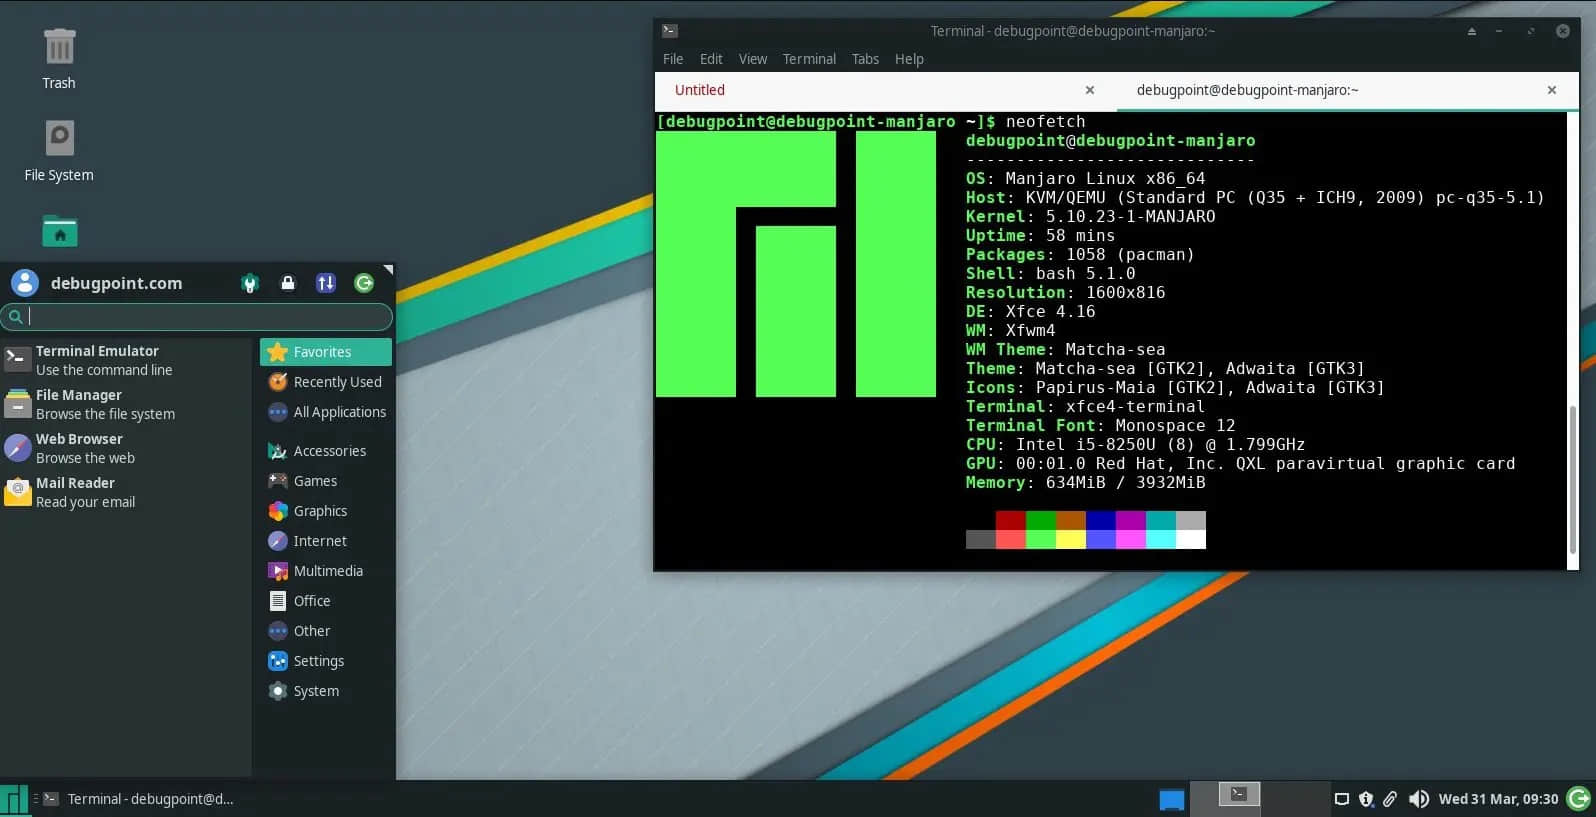 Trash
File System
debugpoint.com
Terminal Emulator
Use the command line
File Manager
Browse the file system
Web Browser
Browse the web
Mail Reader
Read your email
Favorites
Recently Used
All Applications
Accessories
Games
Graphics
Internet
Multimedia
Office
Other
Settings
System
Terminal - debugpoint@debugpoint-manjaro:~
File Edit View Terminal Tabs Help
Untitled
debugpoint@debugpoint-manjaro:~
[debugpoint@debugpoint-manjaro ~]$ neofetch
debugpoint@debugpoint-manjaro
-----------------------------
OS: Manjaro Linux x86_64
Host: KVM/QEMU (Standard PC (Q35 + ICH9, 2009) pc-q35-5.1)
Kernel: 5.10.23-1-MANJARO
Uptime: 58 mins
Packages: 1058 (pacman)
Shell: bash 5.1.0
Resolution: 1600x816
DE: Xfce 4.16
WM: Xfwm4
WM Theme: Matcha-sea
Theme: Matcha-sea [GTK2], Adwaita [GTK3]
Icons: Papirus-Maia [GTK2], Adwaita [GTK3]
Terminal: xfce4-terminal
Terminal Font: Monospace 12
CPU: Intel i5-8250U (8) @ 1.799GHz
GPU: 00:01.0 Red Hat, Inc. QXL paravirtual graphic card
Memory: 634MiB / 3932MiB
Terminal - debugpoint@d...
Wed 31 Mar, 09:30